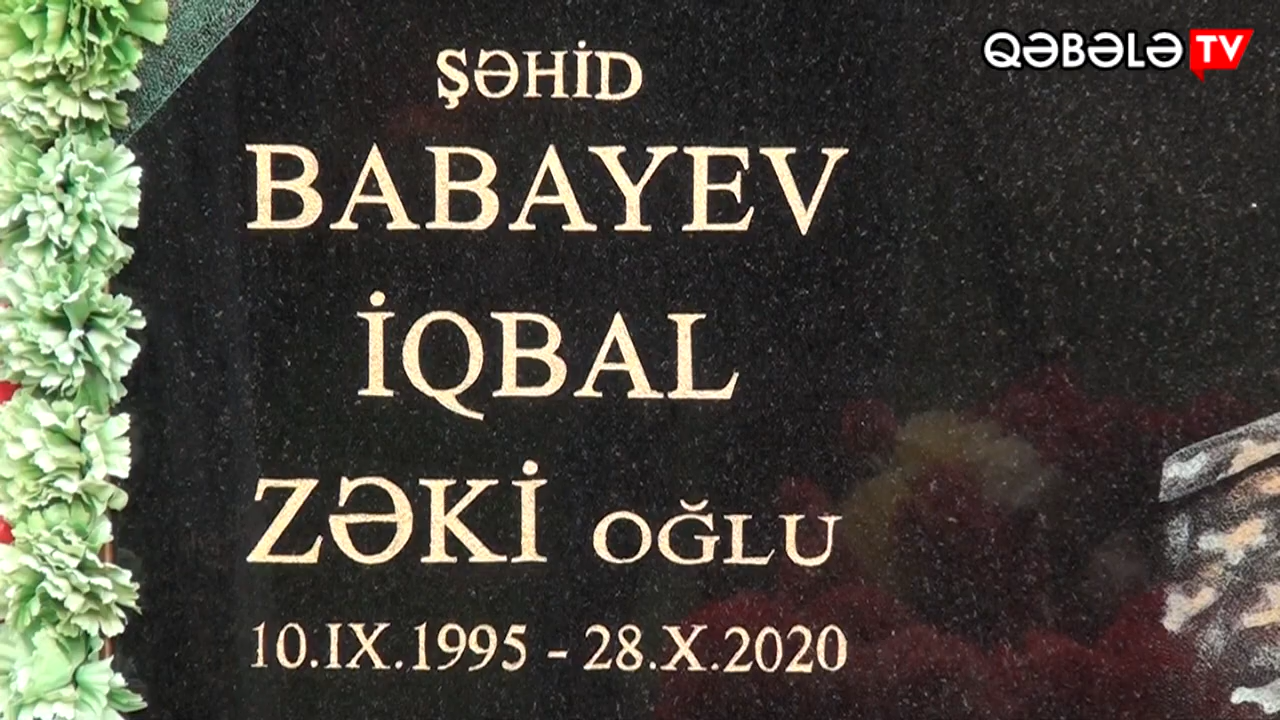 QƏBƏLƏ TV
ŞƏHİD
BABAYEV
İQBAL
ZƏKİ OĞLU
10.IX.1995 - 28.X.2020